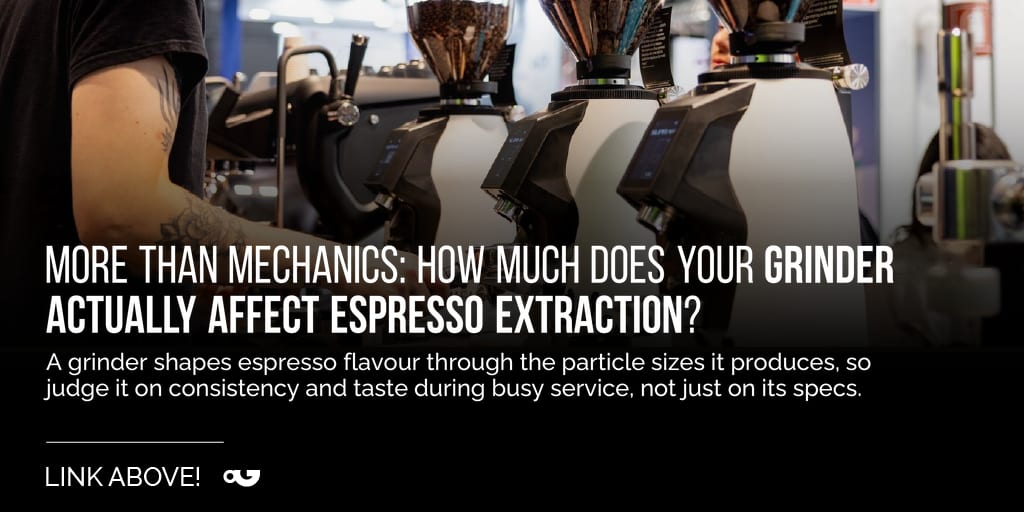 MORE THAN MECHANICS: HOW MUCH DOES YOUR GRINDER
ACTUALLY AFFECT ESPRESSO EXTRACTION?
A grinder shapes espresso flavour through the particle sizes it produces, so
judge it on consistency and taste during busy service, not just on its specs.
LINK ABOVE!